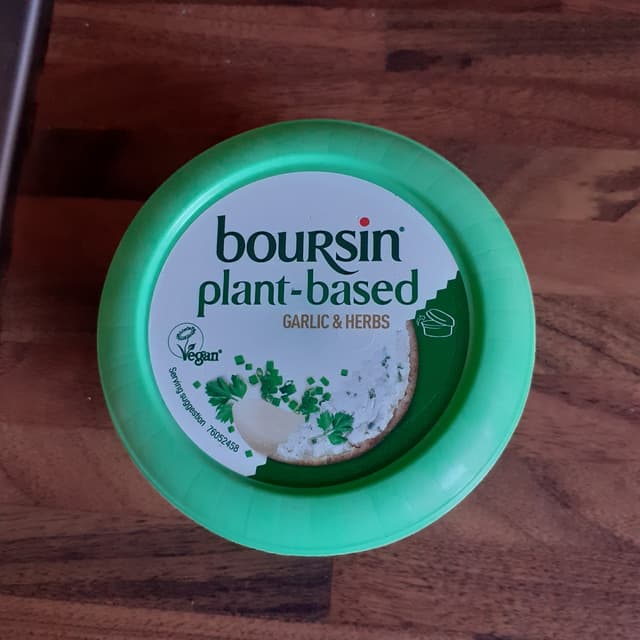 boursin®
plant-based
GARLIC & HERBS
Vegan
Serving suggestion 76052458